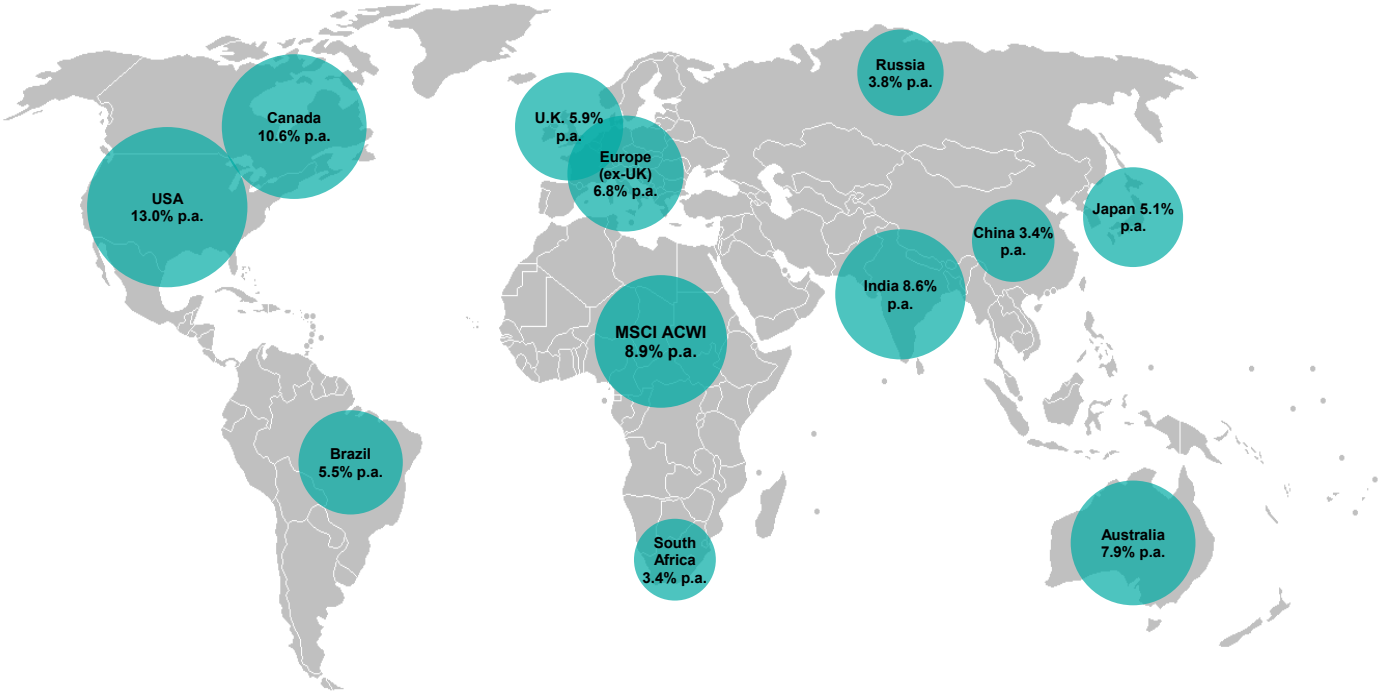 Russia
3.8% p.a.
Canada
10.6% p.a.
U.K. 5.9%
p.a.
Europe
(ex-UK)
6.8% p.a.
USA
13.0% p.a.
Japan 5.1%
p.a.
China 3.4%
p.a.
India 8.6%
p.a.
MSCI ACWI
8.9% p.a.
Brazil
5.5% p.a.
South
Africa
3.4% p.a.
Australia
7.9% p.a.